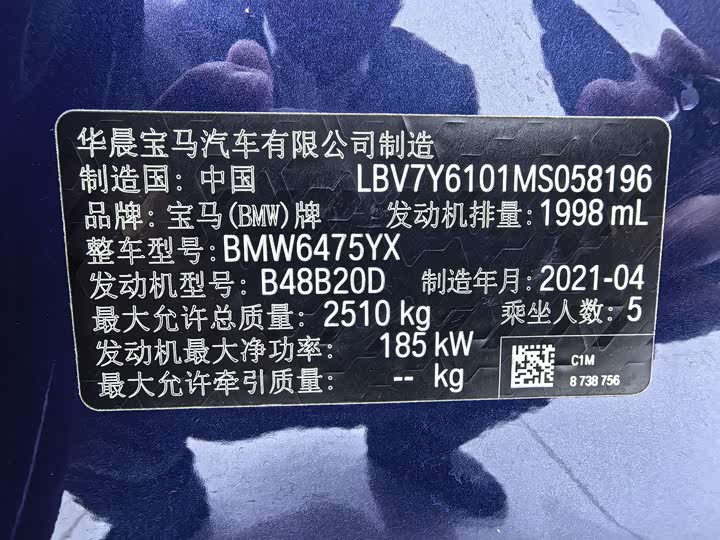 华晨宝马汽车有限公司制造
制造国: 中国 LBV7Y6101MS058196
品牌: 宝马(BMW)牌 发动机排量: 1998 mL
整车型号: BMW6475YX
发动机型号: B48B20D 制造年月: 2021-04
最大允许总质量: 2510 kg 乘坐人数: 5
发动机最大净功率: 185 kW
最大允许牵引质量: -- kg
C1M
8 738 756